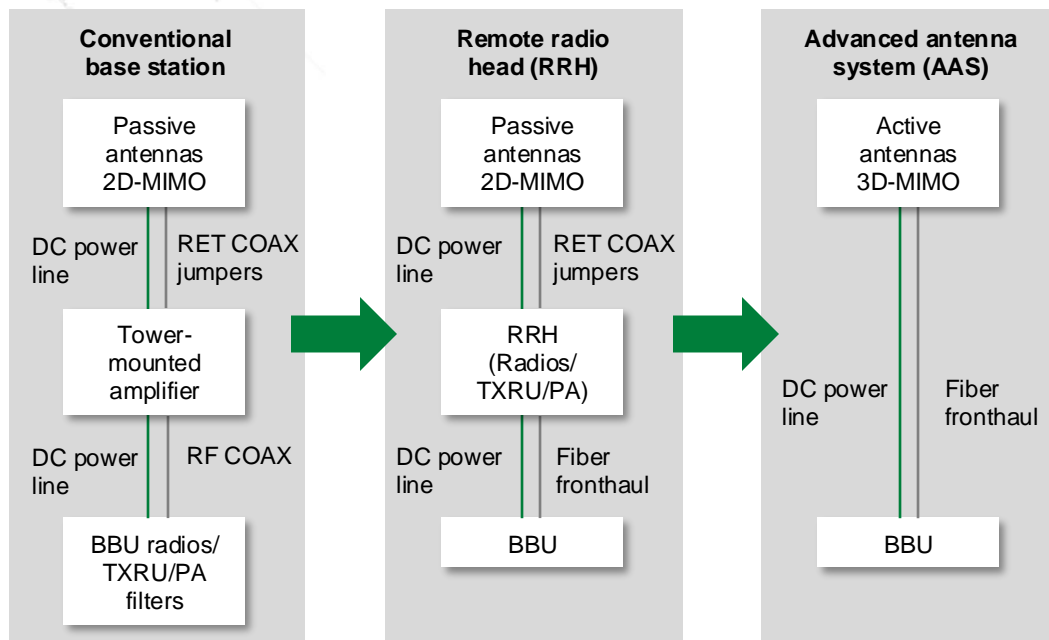 Conventional
base station
Passive
antennas
2D-MIMO
DC power
line
RET COAX
jumpers
Tower-
mounted
amplifier
DC power
line
RF COAX
BBU radios/
TXRU/PA
filters
Remote radio
head (RRH)
Passive
antennas
2D-MIMO
DC power
line
RET COAX
jumpers
RRH
(Radios/
TXRU/PA)
DC power
line
Fiber
fronthaul
BBU
Advanced antenna
system (AAS)
Active
antennas
3D-MIMO
DC power
line
Fiber
fronthaul
BBU